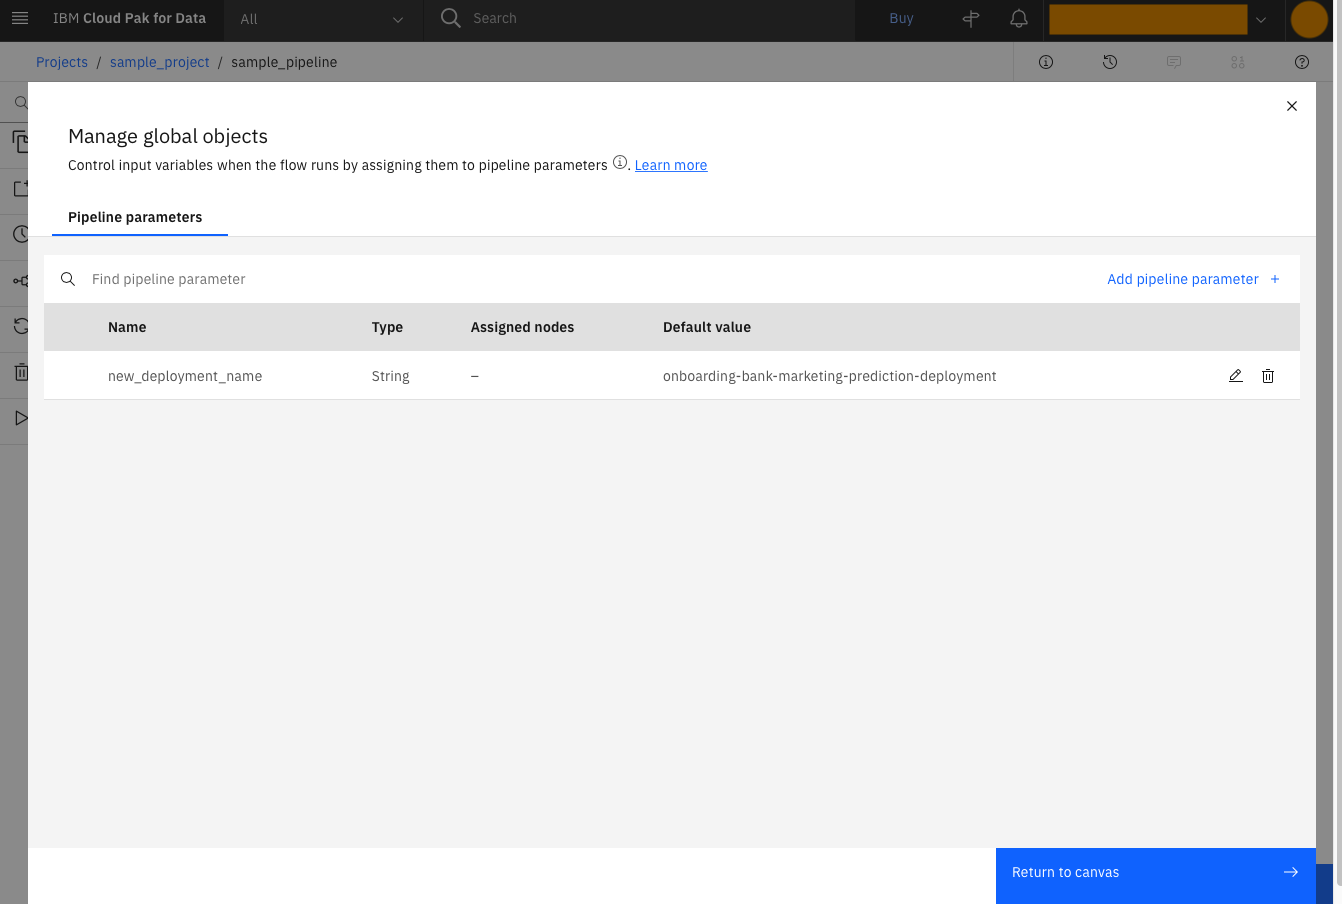 IBM Cloud Pak for Data
All
Search
Buy
Projects / sample_project / sample_pipeline
Manage global objects
Control input variables when the flow runs by assigning them to pipeline parameters. Learn more
Pipeline parameters
Find pipeline parameter
Add pipeline parameter +
Name Type Assigned nodes Default value
new_deployment_name String – onboarding-bank-marketing-prediction-deployment
Return to canvas